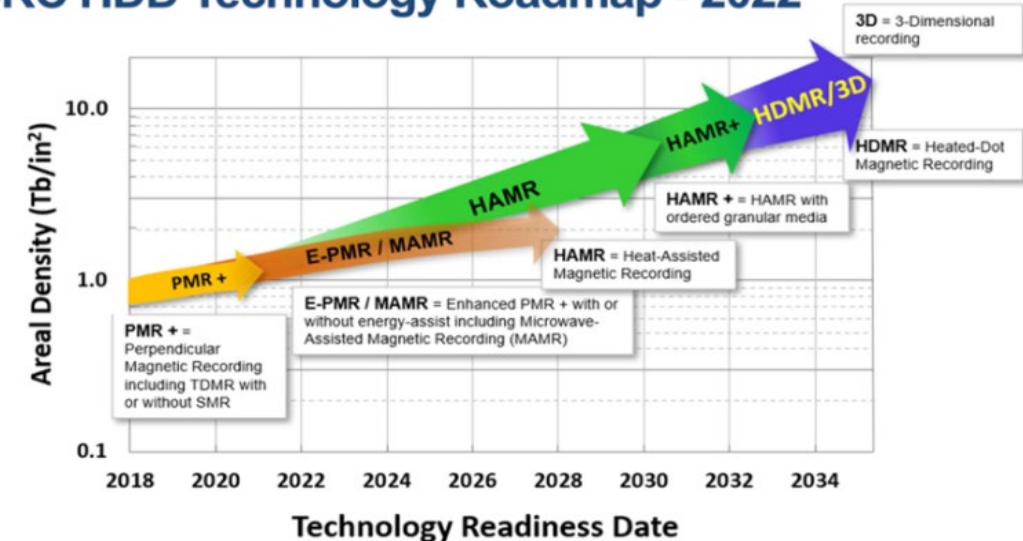 HDD Technology Roadmap - 2022
3D = 3-Dimensional
recording
10.0
HDMR/3D
HAMR+
HDMR = Heated-Dot
Magnetic Recording
Areal Density (Tb/in²)
HAMR
HAMR + = HAMR with
ordered granular media
E-PMR / MAMR
HAMR = Heat-Assisted
Magnetic Recording
1.0
PMR +
E-PMR / MAMR = Enhanced PMR + with or
without energy-assist including Microwave-
Assisted Magnetic Recording (MAMR)
PMR + =
Perpendicular
Magnetic Recording
including TDMR with
or without SMR
0.1
2018 2020 2022 2024 2026 2028 2030 2032 2034
Technology Readiness Date